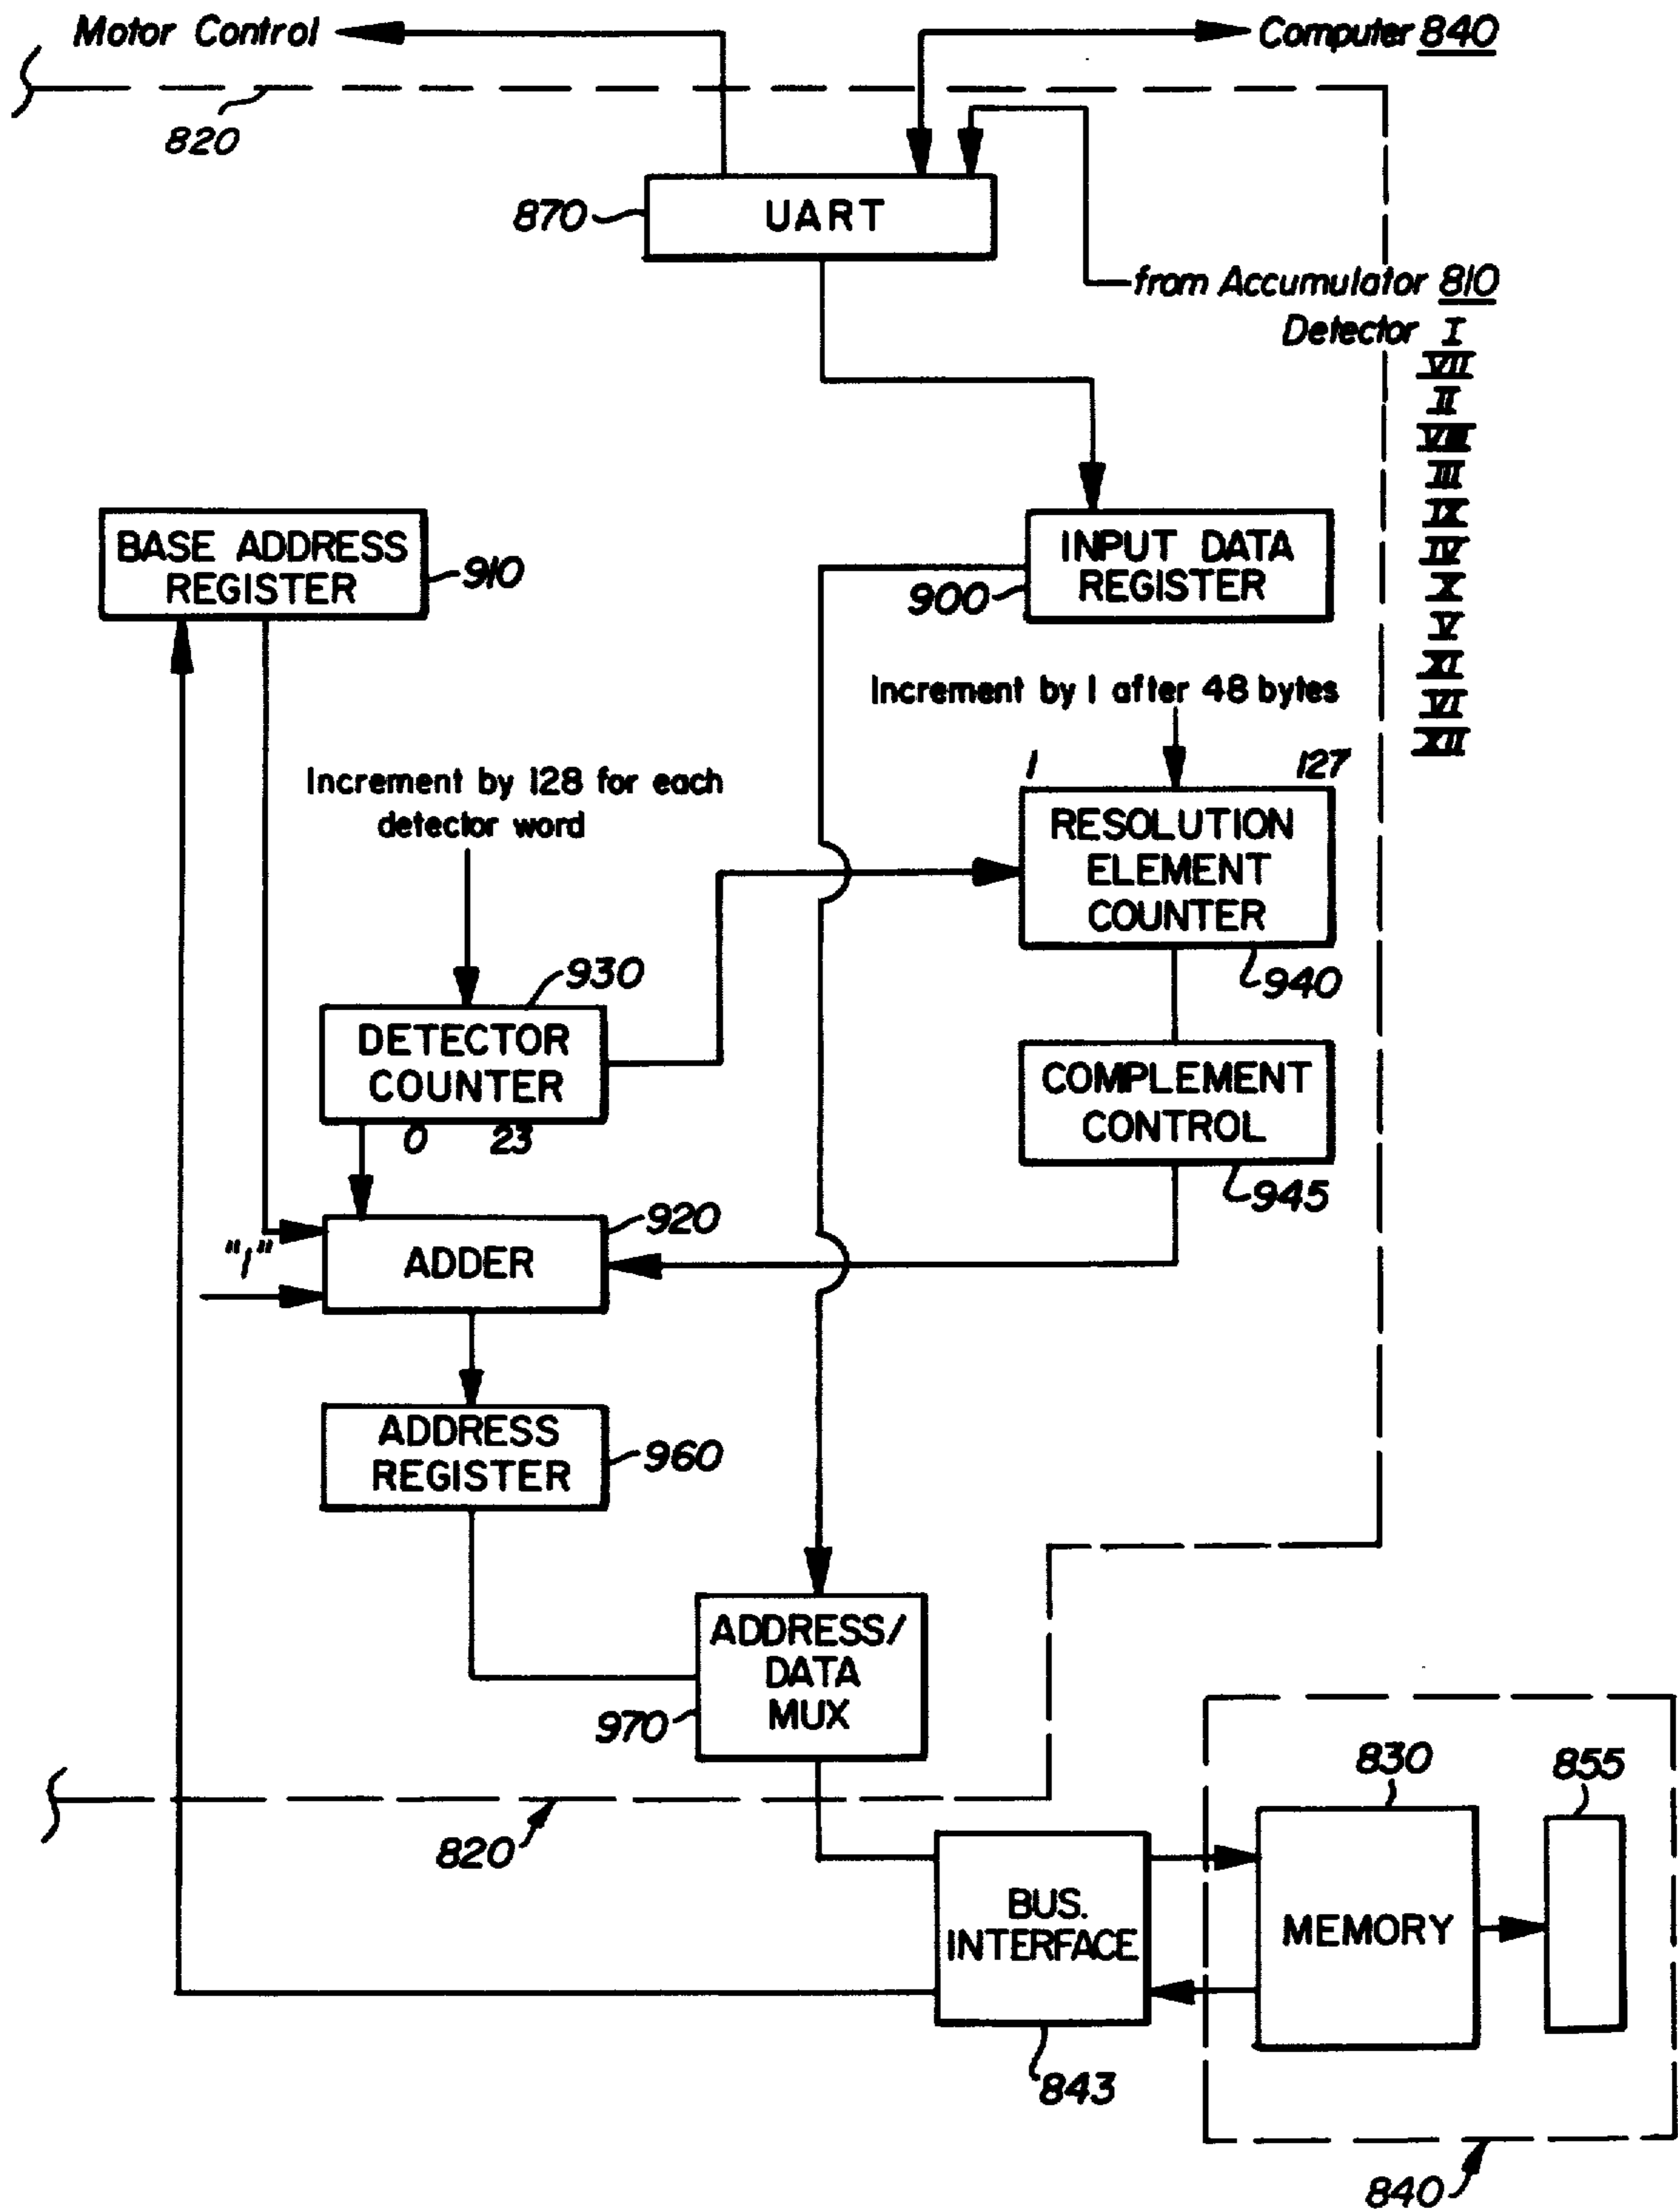 Motor Control
Computer 840
820
870
UART
from Accumulator 810
Detector I
VII
II
VIII
III
IX
IV
X
V
XI
VI
XII
BASE ADDRESS
REGISTER
910
INPUT DATA
REGISTER
900
Increment by 1 after 48 bytes
1
127
Increment by 128 for each
detector word
RESOLUTION
ELEMENT
COUNTER
940
930
DETECTOR
COUNTER
0
23
COMPLEMENT
CONTROL
945
"1"
ADDER
920
ADDRESS
REGISTER
960
ADDRESS/
DATA
MUX
970
820
830
855
BUS.
INTERFACE
MEMORY
843
840